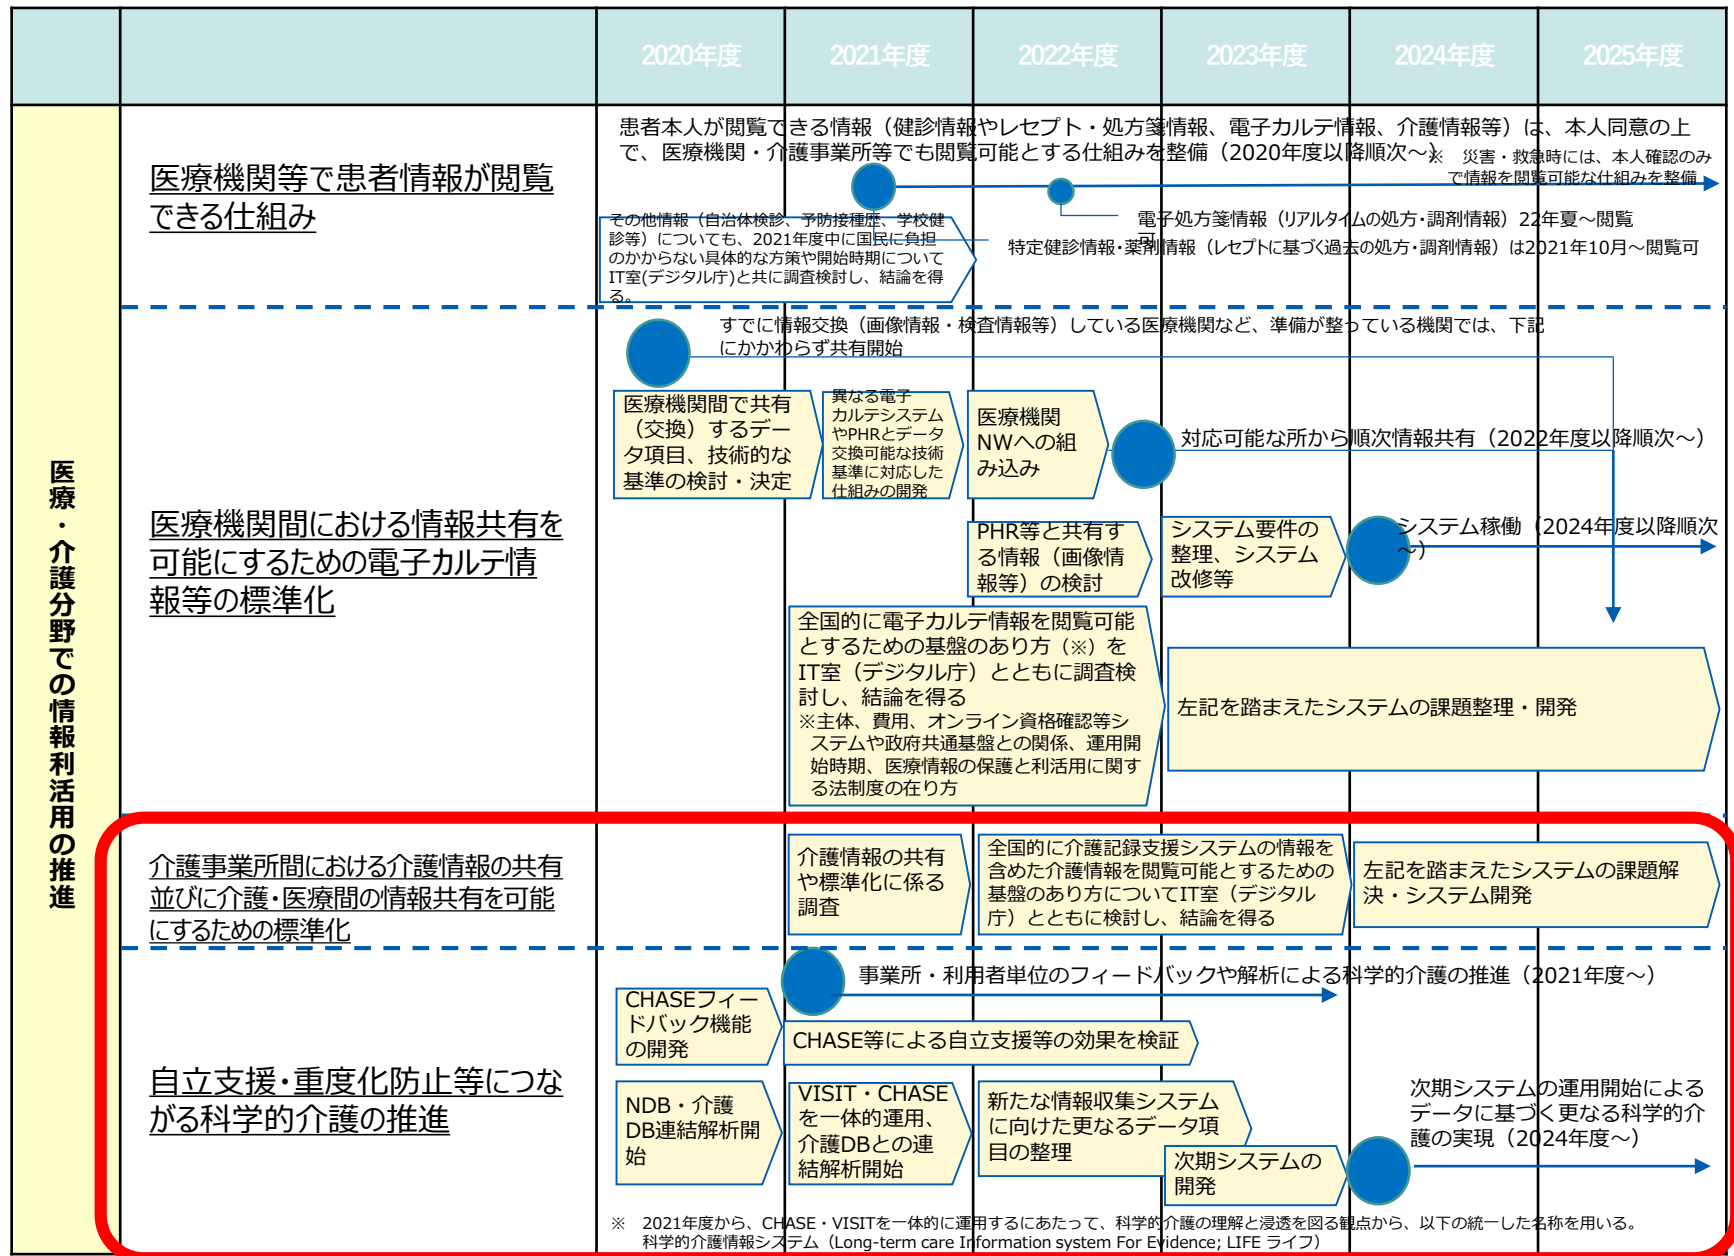 2020年度
2021年度
2022年度
2023年度
2024年度
2025年度
医療・介護分野での情報利活用の推進
医療機関等で患者情報が閲覧
できる仕組み
患者本人が閲覧できる情報（健診情報やレセプト・処方箋情報、電子カルテ情報、介護情報等）は、本人同意の上
で、医療機関・介護事業所等でも閲覧可能とする仕組みを整備（2020年度以降順次～）
※　災害・救急時には、本人確認のみ
で情報を閲覧可能な仕組みを整備
その他情報（自治体検診、予防接種歴、学校健
診等）についても、2021年度中に国民に負担
のかからない具体的な方策や開始時期について
IT室(デジタル庁)と共に調査検討し、結論を得
る。
電子処方箋情報（リアルタイムの処方・調剤情報）22年夏～閲覧
可
特定健診情報・薬剤情報（レセプトに基づく過去の処方・調剤情報）は2021年10月～閲覧可
医療機関間における情報共有を
可能にするための電子カルテ情
報等の標準化
すでに情報交換（画像情報・検査情報等）している医療機関など、準備が整っている機関では、下記
にかかわらず共有開始
医療機関間で共有
（交換）するデー
タ項目、技術的な
基準の検討・決定
異なる電子
カルテシステム
やPHRとデータ
交換可能な技術
基準に対応した
仕組みの開発
医療機関
NWへの組
み込み
対応可能な所から順次情報共有（2022年度以降順次～）
PHR等と共有す
る情報（画像情
報等）の検討
システム要件の
整理、システム
改修等
システム稼働（2024年度以降順次
～）
全国的に電子カルテ情報を閲覧可能
とするための基盤のあり方（※）を
IT室（デジタル庁）とともに調査検
討し、結論を得る
※主体、費用、オンライン資格確認等シ
ステムや政府共通基盤との関係、運用開
始時期、医療情報の保護と利活用に関す
る法制度の在り方
左記を踏まえたシステムの課題整理・開発
介護事業所間における介護情報の共有
並びに介護・医療間の情報共有を可能
にするための標準化
介護情報の共有
や標準化に係る
調査
全国的に介護記録支援システムの情報を
含めた介護情報を閲覧可能とするための
基盤のあり方についてIT室（デジタル
庁）とともに検討し、結論を得る
左記を踏まえたシステムの課題解
決・システム開発
自立支援・重度化防止等につな
がる科学的介護の推進
事業所・利用者単位のフィードバックや解析による科学的介護の推進（2021年度～）
CHASEフィー
ドバック機能
の開発
CHASE等による自立支援等の効果を検証
NDB・介護
DB連結解析開
始
VISIT・CHASE
を一体的運用、
介護DBとの連
結解析開始
新たな情報収集システム
に向けた更なるデータ項
目の整理
次期システムの
開発
次期システムの運用開始による
データに基づく更なる科学的介
護の実現（2024年度～）
※　2021年度から、CHASE・VISITを一体的に運用するにあたって、科学的介護の理解と浸透を図る観点から、以下の統一した名称を用いる。
科学的介護情報システム（Long-term care Information system For Evidence; LIFE ライフ）